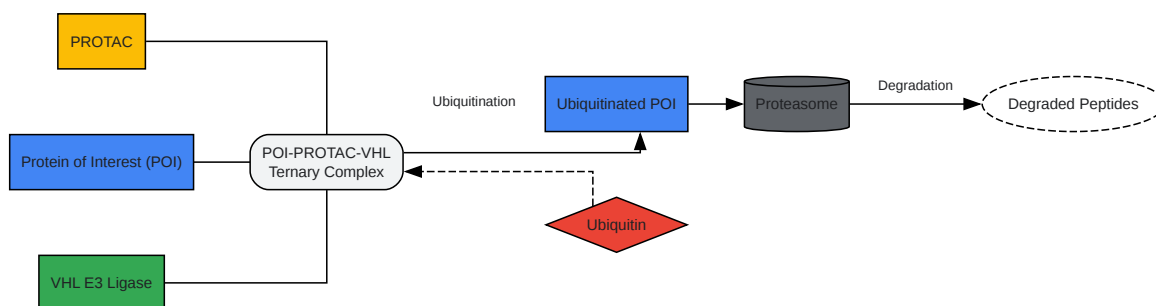 PROTAC
Protein of Interest (POI)
VHL E3 Ligase
POI-PROTAC-VHL
Ternary Complex
Ubiquitination
Ubiquitinated POI
Ubiquitin
Proteasome
Degradation
Degraded Peptides